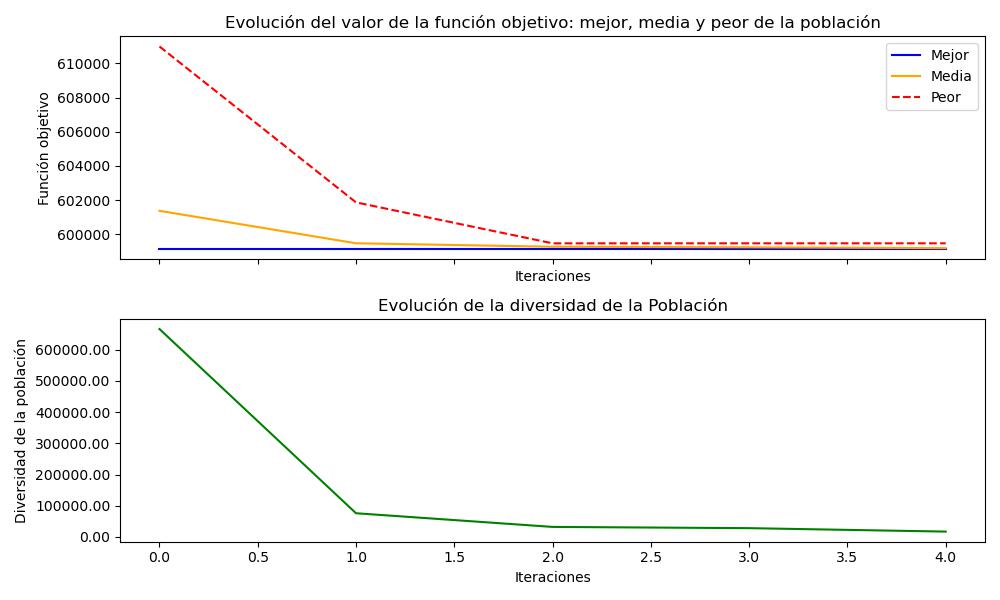 Evolución del valor de la función objetivo: mejor, media y peor de la población
Función objetivo
610000
608000
606000
604000
602000
600000
Mejor
Media
Peor
Iteraciones
Evolución de la diversidad de la Población
Diversidad de la población
600000.00
500000.00
400000.00
300000.00
200000.00
100000.00
0.00
0.0 0.5 1.0 1.5 2.0 2.5 3.0 3.5 4.0
Iteraciones